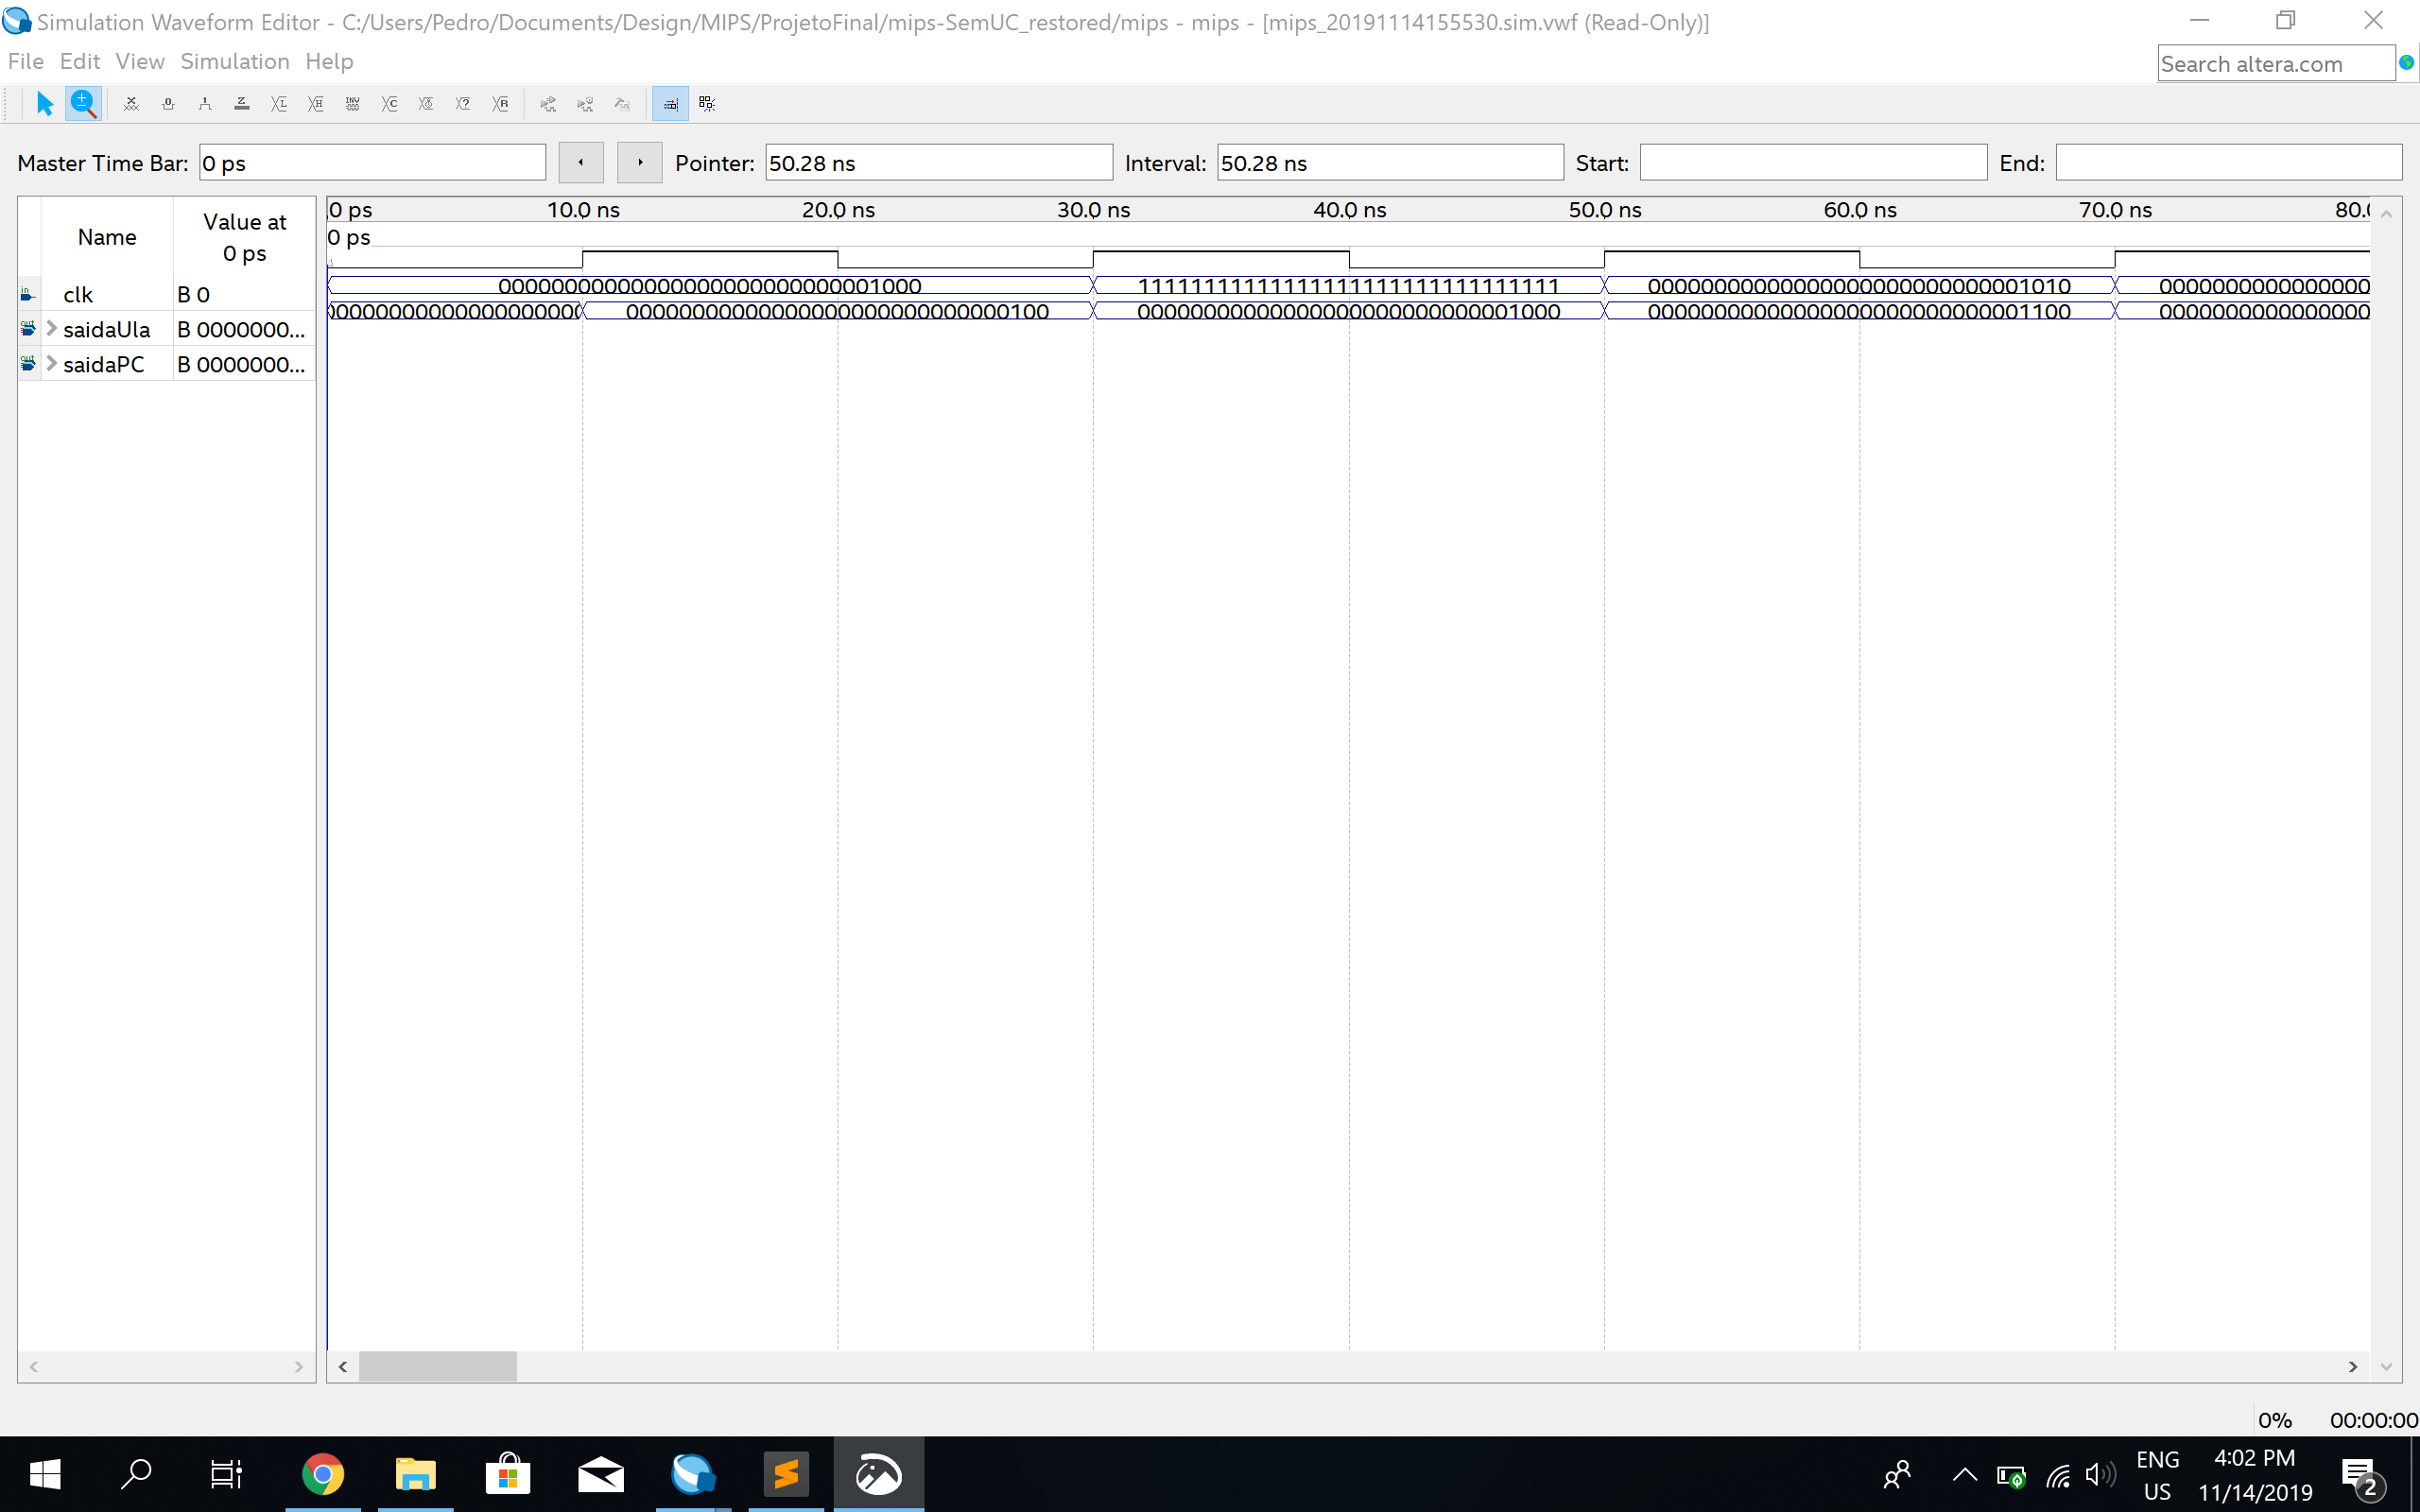 Simulation Waveform Editor - C:/Users/Pedro/Documents/Design/MIPS/ProjetoFinal/mips-SemUC_restored/mips - mips - [mips_20191114155530.sim.vwf (Read-Only)]
File Edit View Simulation Help
Search altera.com
Master Time Bar: 0 ps Pointer: 50.28 ns Interval: 50.28 ns Start: End:
Name
Value at
0 ps
0 ps 10.0 ns 20.0 ns 30.0 ns 40.0 ns 50.0 ns 60.0 ns 70.0 ns 80.
0 ps
clk B 0
saidaUla B 0000000...
saidaPC B 0000000...
00000000000000000000000000001000 11111111111111111111111111111111 00000000000000000000000000001010 0000000000000000
0000000000000000000 00000000000000000000000000000100 00000000000000000000000000001000 00000000000000000000000000001100 0000000000000000
0% 00:00:00
ENG
US
4:02 PM
11/14/2019
2